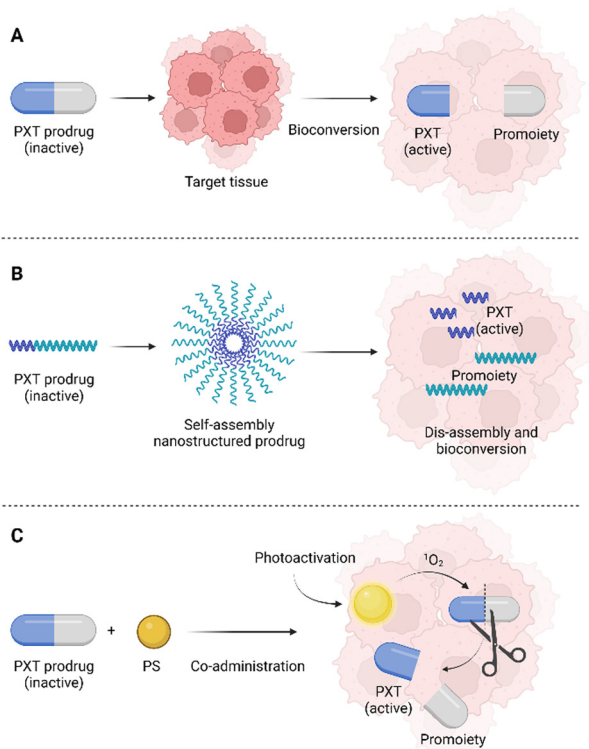 A
PXT prodrug
(inactive)
Target tissue
Bioconversion
PXT
(active)
Promoiety
B
PXT prodrug
(inactive)
Self-assembly
nanostructured prodrug
PXT
(active)
Promoiety
Dis-assembly and
bioconversion
C
Photoactivation
¹O₂
PXT prodrug
(inactive)
+
PS
Co-administration
PXT
(active)
Promoiety